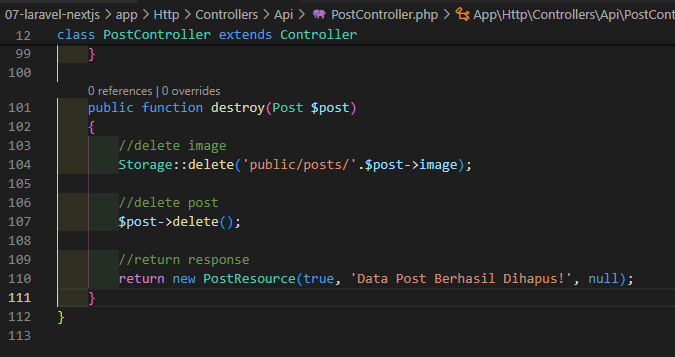 07-laravel-nextjs > app > Http > Controllers > Api > PostController.php > App\Http\Controllers\Api\PostCont
12 class PostController extends Controller
99 }
100
0 references | 0 overrides
101 public function destroy(Post $post)
102 {
103 //delete image
104 Storage::delete('public/posts/'.$post->image);
105
106 //delete post
107 $post->delete();
108
109 //return response
110 return new PostResource(true, 'Data Post Berhasil Dihapus!', null);
111 }
112 }
113